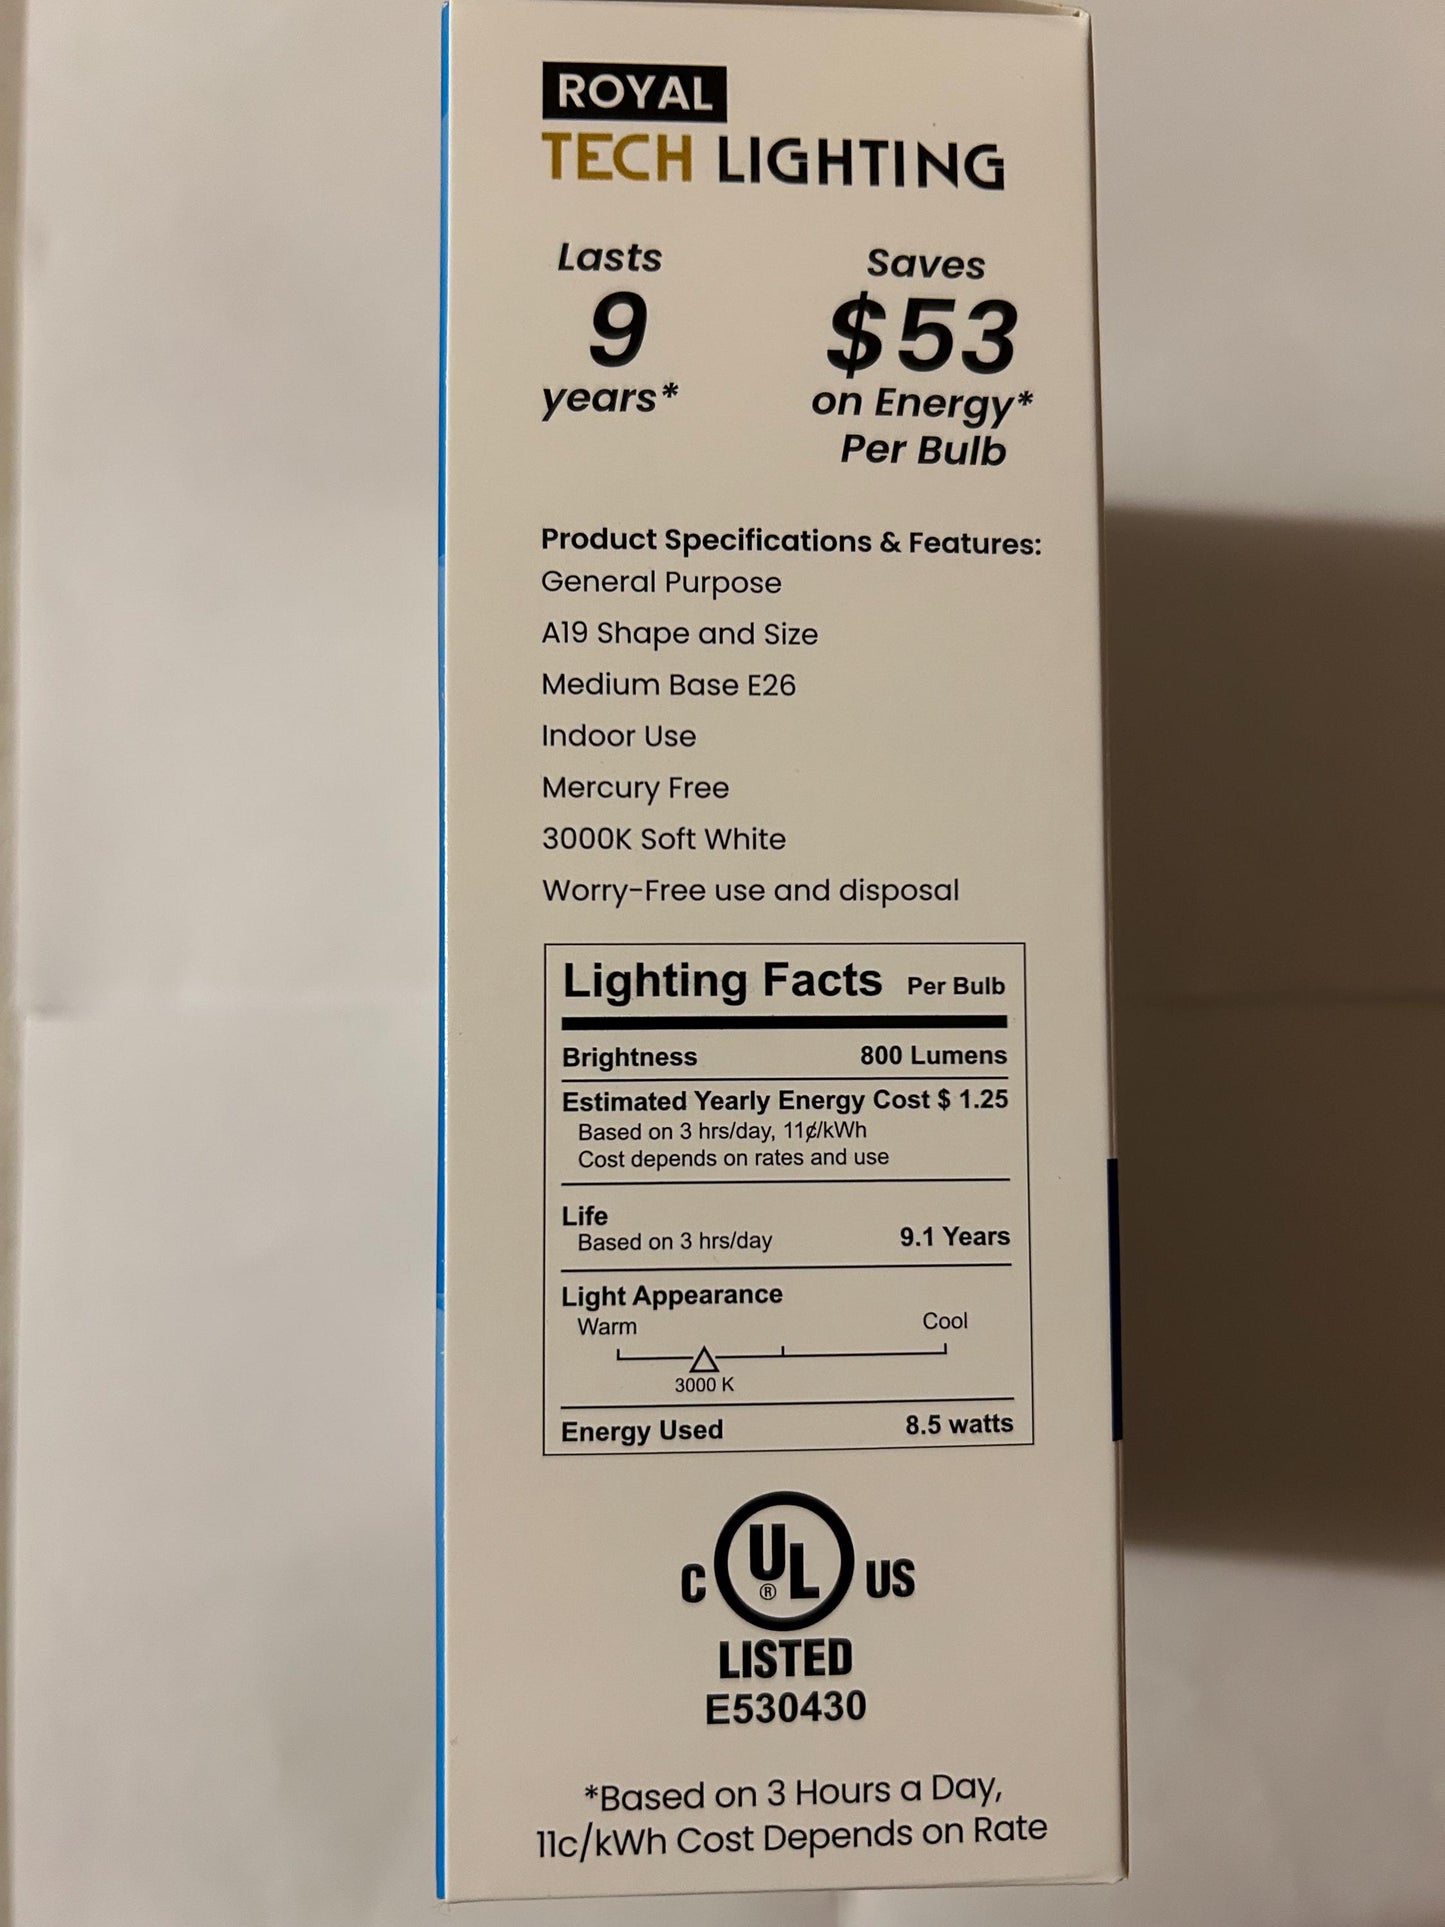 ROYAL
TECH LIGHTING
Lasts
9
years*
Saves
$53
on Energy*
Per Bulb
Product Specifications & Features:
General Purpose
A19 Shape and Size
Medium Base E26
Indoor Use
Mercury Free
3000K Soft White
Worry-Free use and disposal
Lighting Facts Per Bulb
Brightness 800 Lumens
Estimated Yearly Energy Cost $ 1.25
Based on 3 hrs/day, 11¢/kWh
Cost depends on rates and use
Life
Based on 3 hrs/day 9.1 Years
Light Appearance
Warm Cool
3000 K
Energy Used 8.5 watts
C UL ® US
LISTED
E530430
*Based on 3 Hours a Day,
11c/kWh Cost Depends on Rate